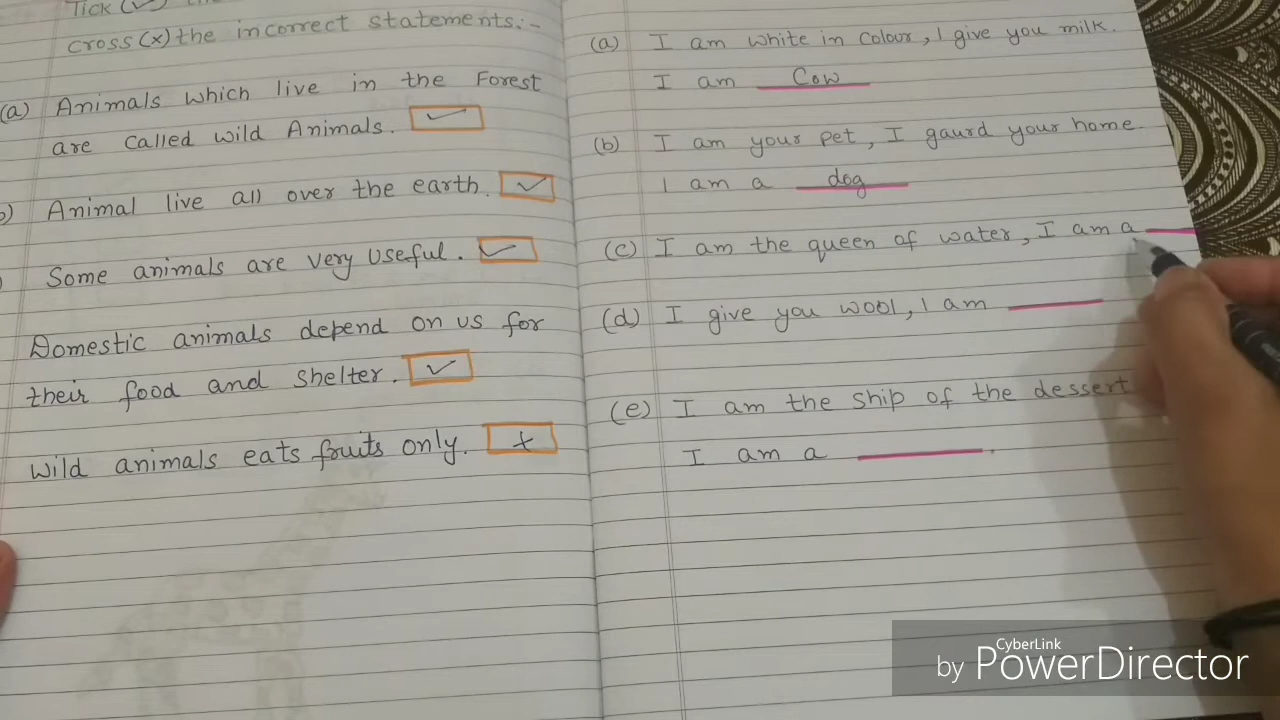 Tick (✓) the
cross (x) the incorrect statements:-
(a) Animals which live in the Forest
are called wild Animals. ✓
b) Animal live all over the earth. ✓
) Some animals are very useful. ✓
Domestic animals depend on us for
their food and shelter. ✓
wild animals eats fruits only. x
(a) I am white in colour, I give you milk.
I am Cow
(b) I am your pet, I gaurd your home
I am a dog
(c) I am the queen of water, I am a
(d) I give you wool, I am
(e) I am the ship of the dessert
I am a .
CyberLink
by PowerDirector